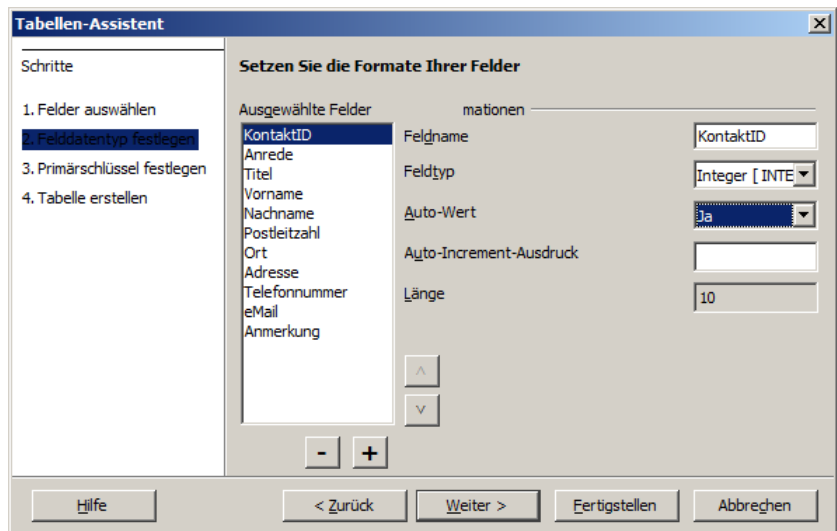 Tabellen-Assistent
Schritte
1. Felder auswählen
2. Felddatentyp festlegen
3. Primärschlüssel festlegen
4. Tabelle erstellen
Setzen Sie die Formate Ihrer Felder
Ausgewählte Felder
KontaktID
Anrede
Titel
Vorname
Nachname
Postleitzahl
Ort
Adresse
Telefonnummer
eMail
Anmerkung
- +
mationen
Feldname KontaktID
Feldtyp Integer [ INTE
Auto-Wert Ja
Auto-Increment-Ausdruck
Länge 10
Hilfe < Zurück Weiter > Fertigstellen Abbrechen